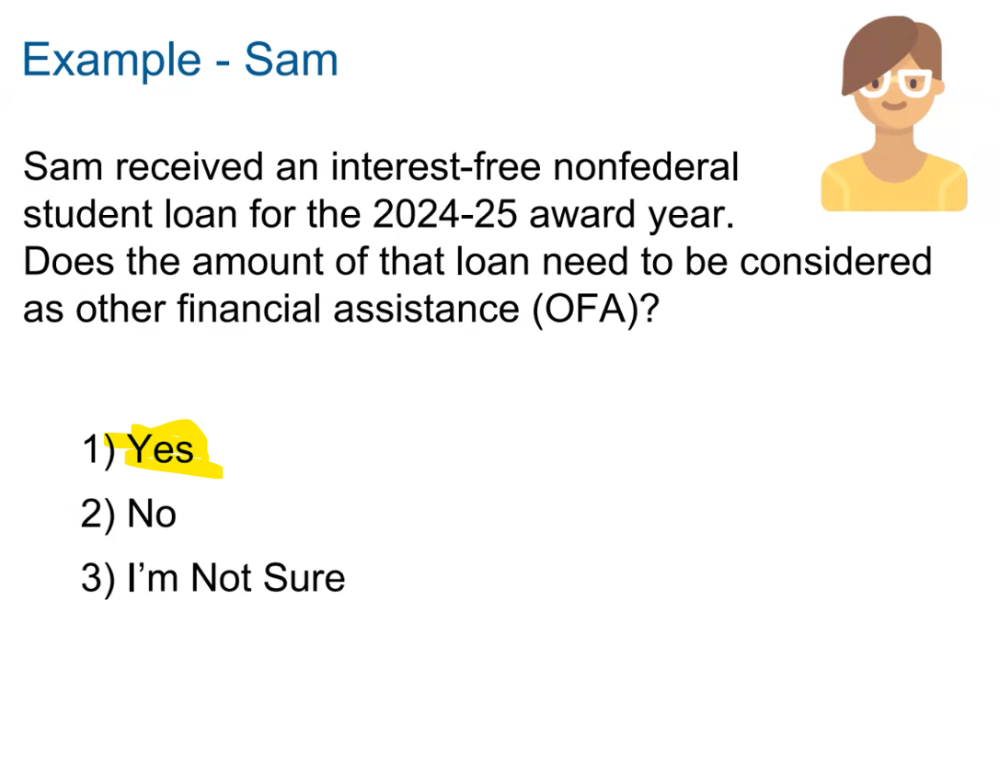 Example - Sam
Sam received an interest-free nonfederal
student loan for the 2024-25 award year.
Does the amount of that loan need to be considered
as other financial assistance (OFA)?
1) Yes
2) No
3) I’m Not Sure